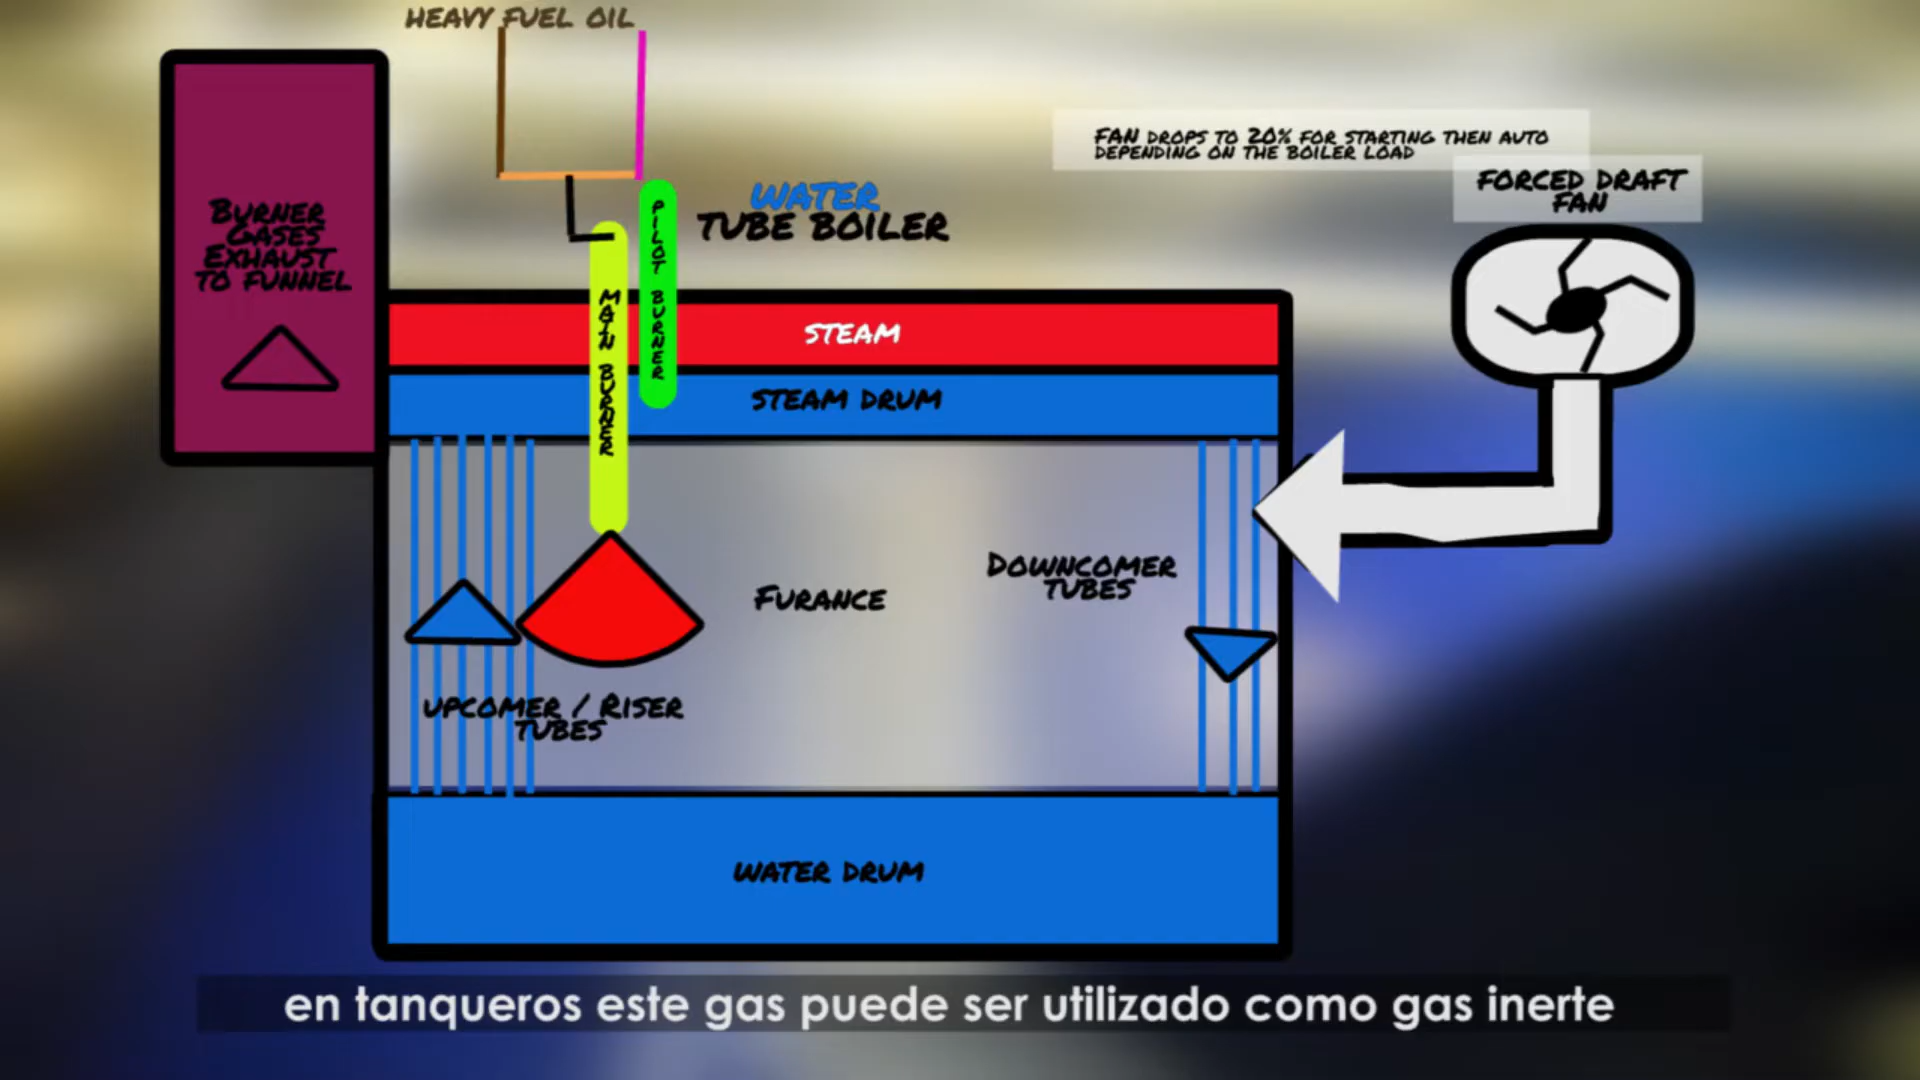 HEAVY FUEL OIL
FAN DROPS TO 20% FOR STARTING THEN AUTO
DEPENDING ON THE BOILER LOAD
FORCED DRAFT
FAN
WATER
TUBE BOILER
BURNER
GASES
EXHAUST
TO FUNNEL
PILOT BURNER
MAIN BURNER
STEAM
STEAM DRUM
DOWNCOMER
TUBES
FURANCE
UPCOMER / RISER
TUBES
WATER DRUM
en tanqueros este gas puede ser utilizado como gas inerte